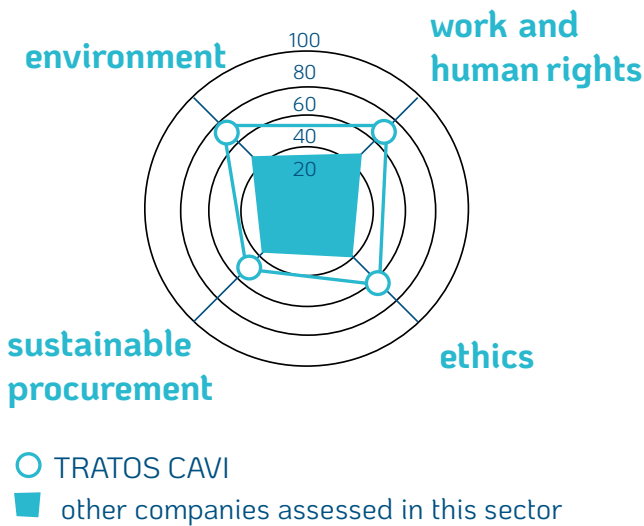 work and
human rights
environment
100
80
60
40
20
sustainable
procurement
ethics
TRATOS CAVI
other companies assessed in this sector